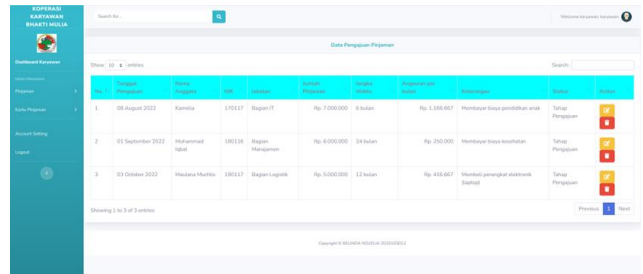 KOPERASI
KARYAWAN
BHAKTI MULIA
Search for...
Welcome karyawan karyawan
Dashboard Karyawan
Data Pengajuan Pinjaman
Show 10 entries
Search:
Pinjaman
Kartu Pinjaman
Account Setting
Logout
No. Tanggal Pengajuan Nama Anggota NIK Jabatan Jumlah Pinjaman Jangka Waktu Angsuran per bulan Keterangan Status Action
1 08 August 2022 Kamelia 170117 Bagian IT Rp. 7.000.000 6 bulan Rp. 1.166.667 Membayar biaya pendidikan anak Tahap Pengajuan
2 01 September 2022 Mohammad Iqbal 180116 Bagian Manajemen Rp. 6.000.000 24 bulan Rp. 250.000 Membayar biaya kesehatan Tahap Pengajuan
3 03 October 2022 Maulana Muchlis 180117 Bagian Logistik Rp. 5.000.000 12 bulan Rp. 416.667 Membeli perangkat elektronik (laptop) Tahap Pengajuan
Showing 1 to 3 of 3 entries
Previous 1 Next
Copyright ©